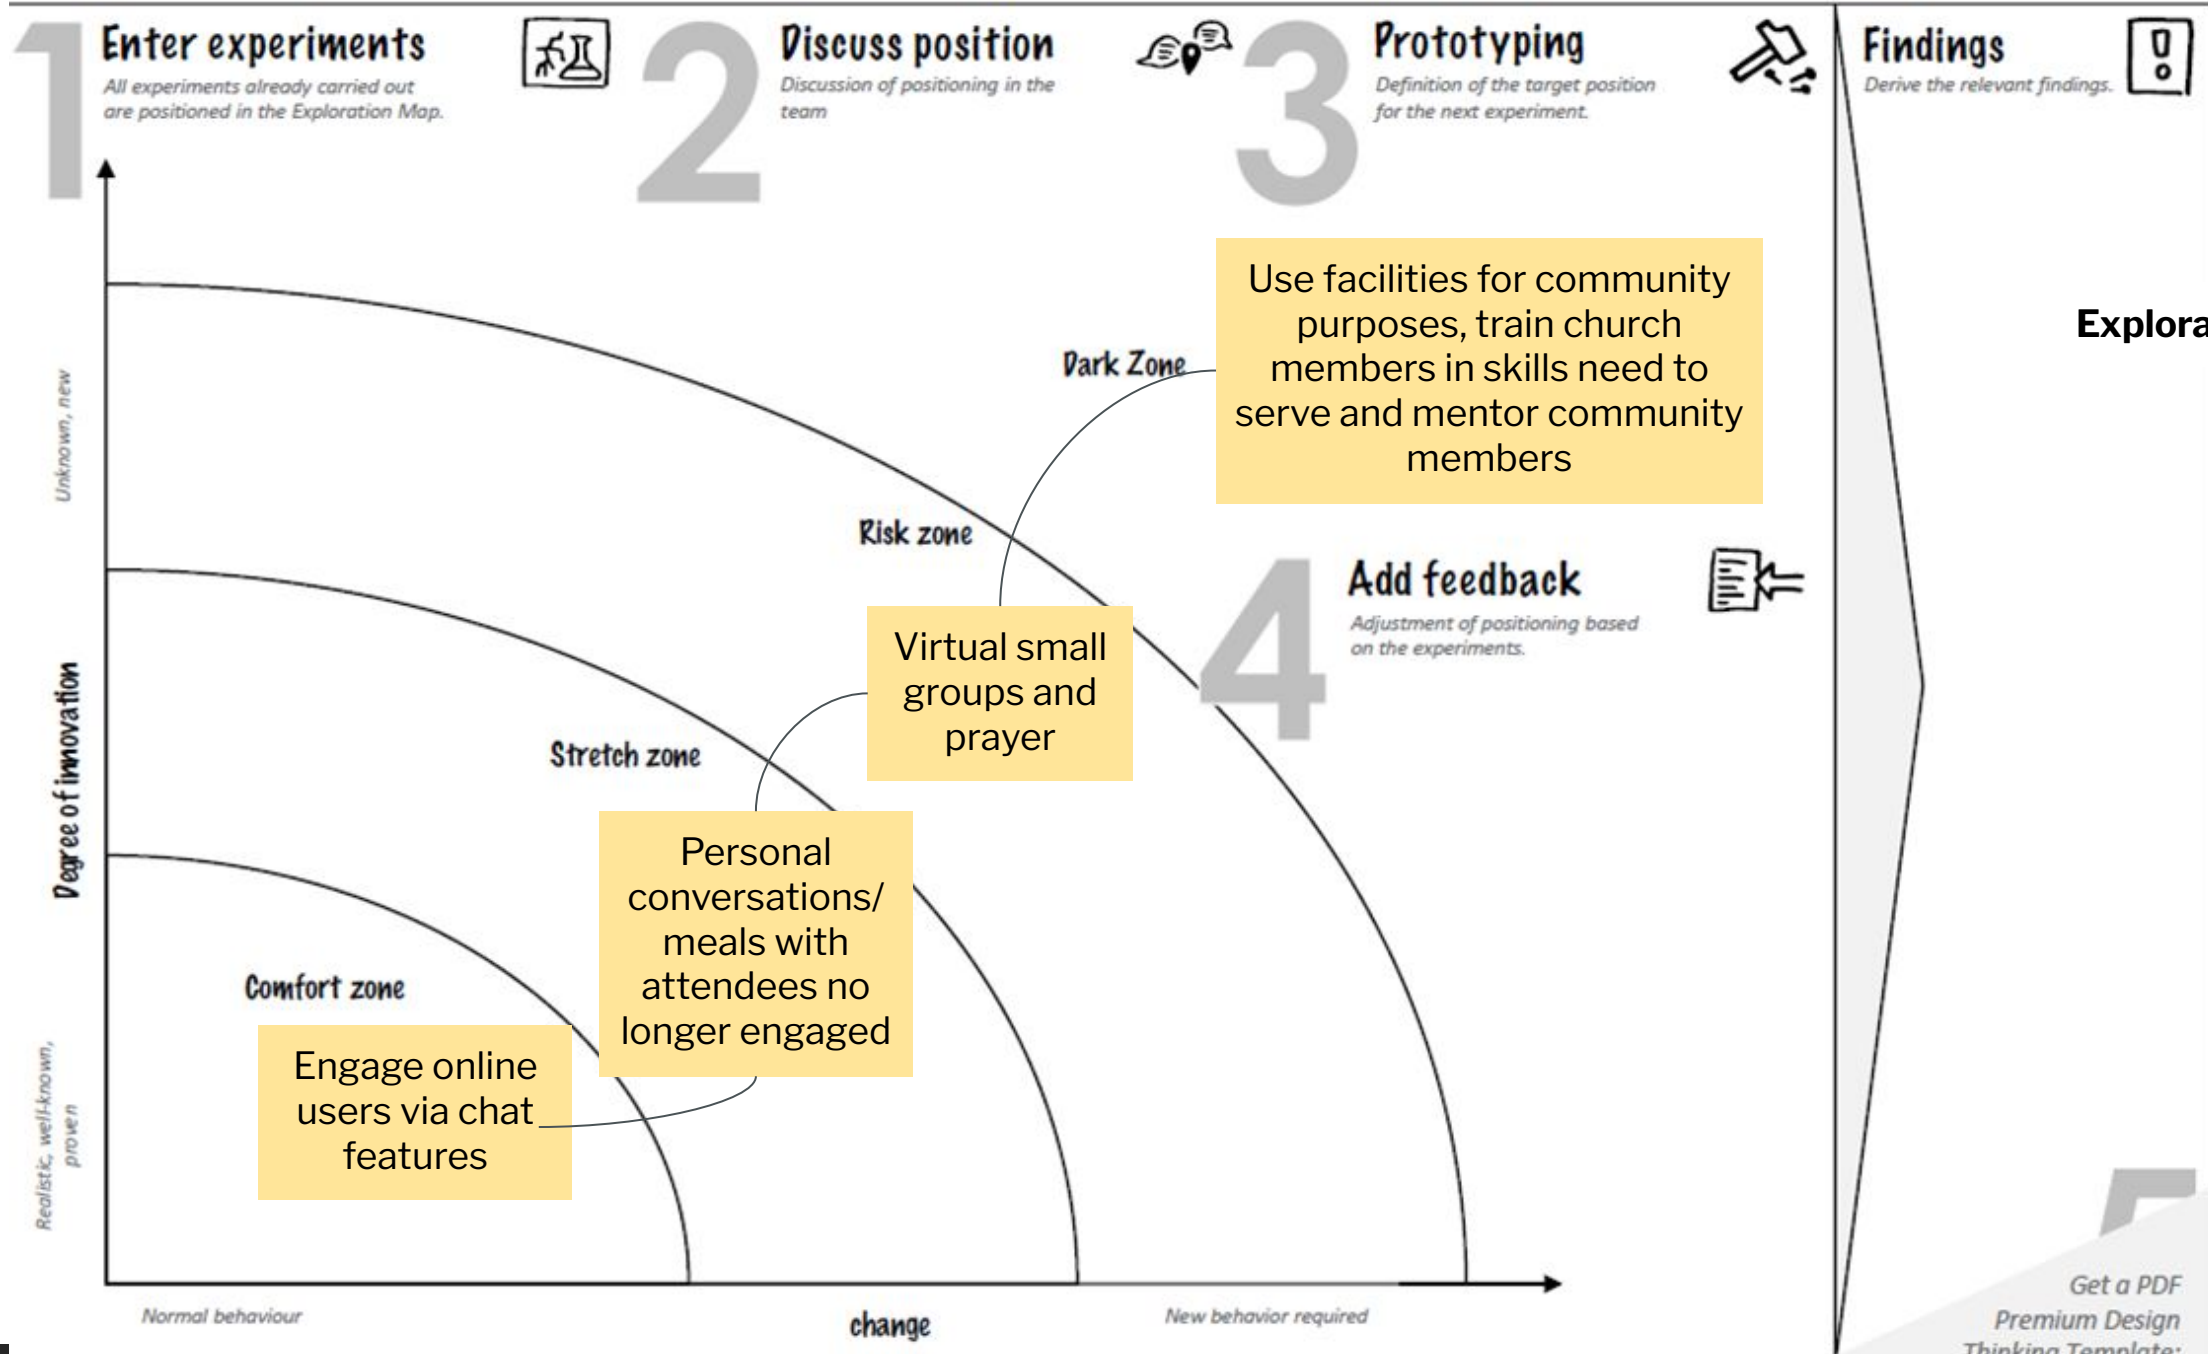 1
Enter experiments
All experiments already carried out
are positioned in the Exploration Map.
2
Discuss position
Discussion of positioning in the
team
3
Prototyping
Definition of the target position
for the next experiment.
Findings
Derive the relevant findings.
Explora
Use facilities for community
purposes, train church
members in skills need to
serve and mentor community
members
Dark Zone
Risk zone
4
Add feedback
Adjustment of positioning based
on the experiments.
Virtual small
groups and
prayer
Stretch zone
Personal
conversations/
meals with
attendees no
longer engaged
Comfort zone
Engage online
users via chat
features
Unknown, new
Degree of innovation
Realistic, well-known,
proven
Normal behaviour
change
New behavior required
5
Get a PDF
Premium Design
Thinking Template: